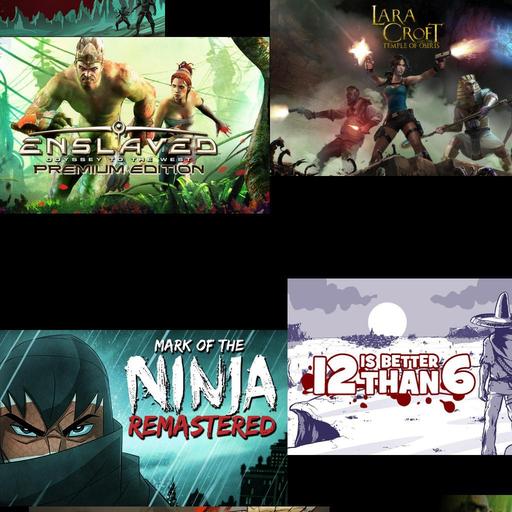 LARA
CROFT
TEMPLE OF OSIRIS
ENSLAVED
ODYSSEY TO THE WEST
PREMIUM EDITION
MARK OF THE
NINJA
REMASTERED
12 IS BETTER
THAN 6